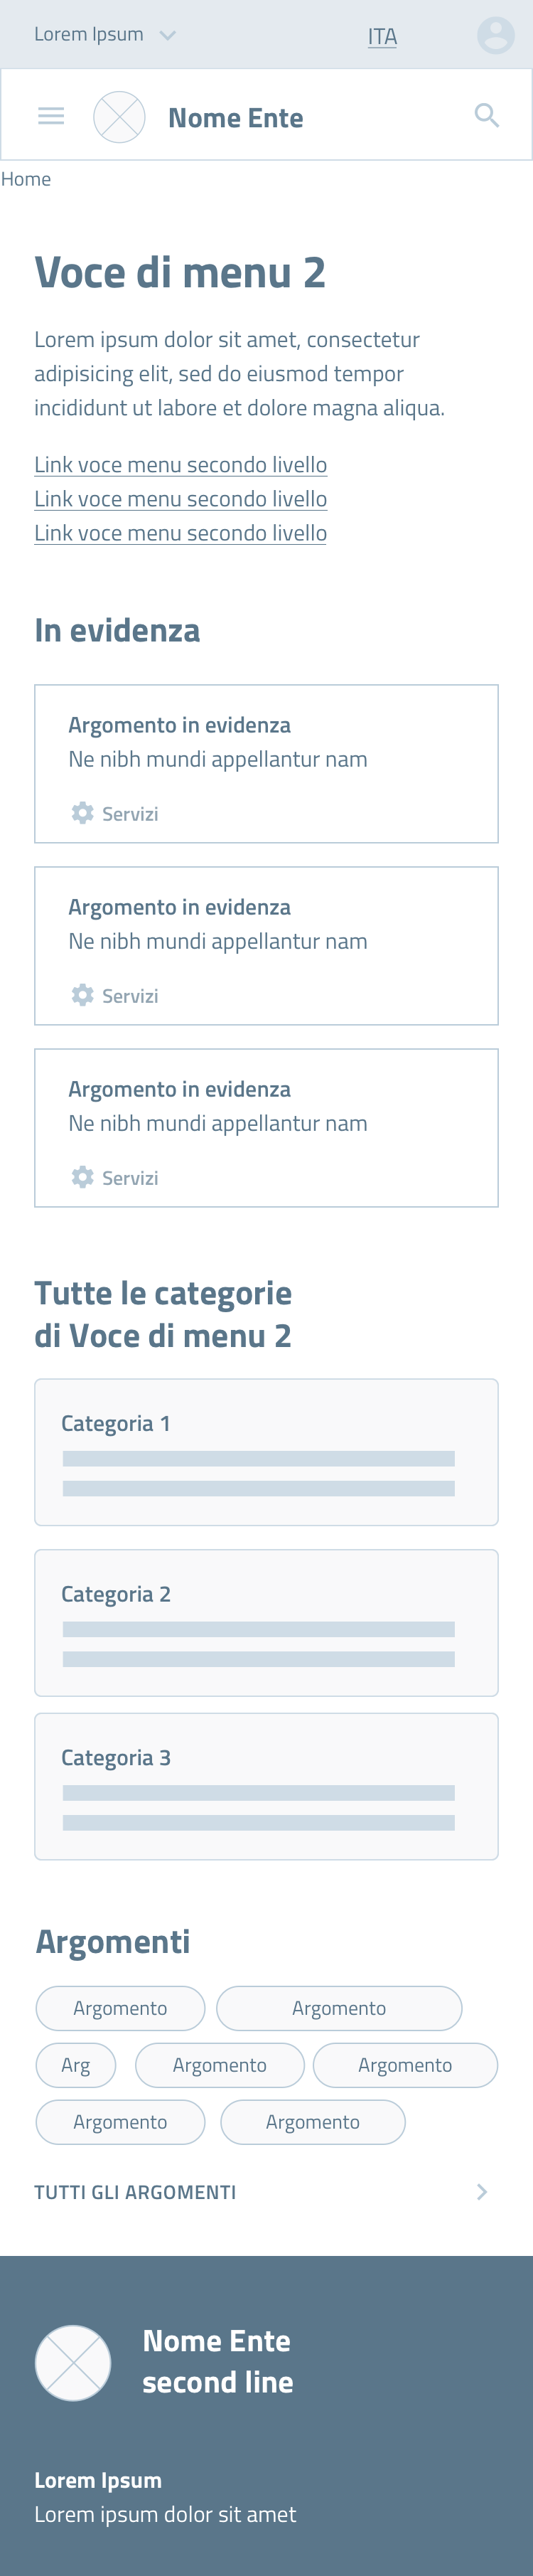 Lorem Ipsum
ITA
Nome Ente
Home
Voce di menu 2
Lorem ipsum dolor sit amet, consectetur
adipisicing elit, sed do eiusmod tempor
incididunt ut labore et dolore magna aliqua.
Link voce menu secondo livello
Link voce menu secondo livello
Link voce menu secondo livello
In evidenza
Argomento in evidenza
Ne nibh mundi appellantur nam
Servizi
Argomento in evidenza
Ne nibh mundi appellantur nam
Servizi
Argomento in evidenza
Ne nibh mundi appellantur nam
Servizi
Tutte le categorie
di Voce di menu 2
Categoria 1
Categoria 2
Categoria 3
Argomenti
Argomento
Argomento
Arg
Argomento
Argomento
Argomento
Argomento
TUTTI GLI ARGOMENTI
Nome Ente
second line
Lorem Ipsum
Lorem ipsum dolor sit amet